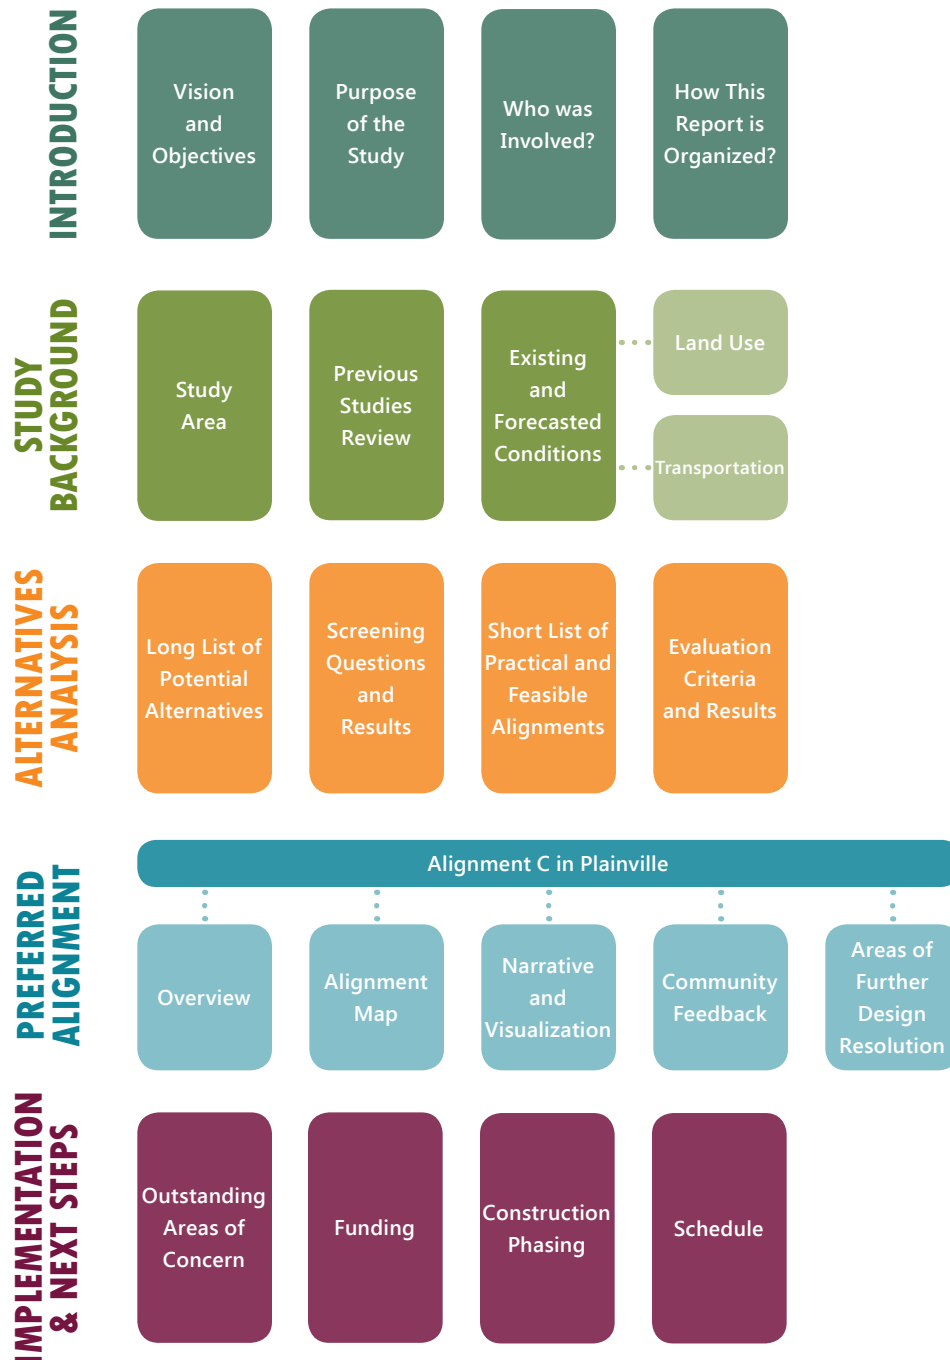 INTRODUCTION
Vision
and
Objectives
Purpose
of the
Study
Who was
Involved?
How This
Report is
Organized?
STUDY
BACKGROUND
Study
Area
Previous
Studies
Review
Existing
and
Forecasted
Conditions
Land Use
Transportation
ALTERNATIVES
ANALYSIS
Long List of
Potential
Alternatives
Screening
Questions
and
Results
Short List of
Practical and
Feasible
Alignments
Evaluation
Criteria
and Results
PREFERRED
ALIGNMENT
Alignment C in Plainville
Overview
Alignment
Map
Narrative
and
Visualization
Community
Feedback
Areas of
Further
Design
Resolution
IMPLEMENTATION
& NEXT STEPS
Outstanding
Areas of
Concern
Funding
Construction
Phasing
Schedule